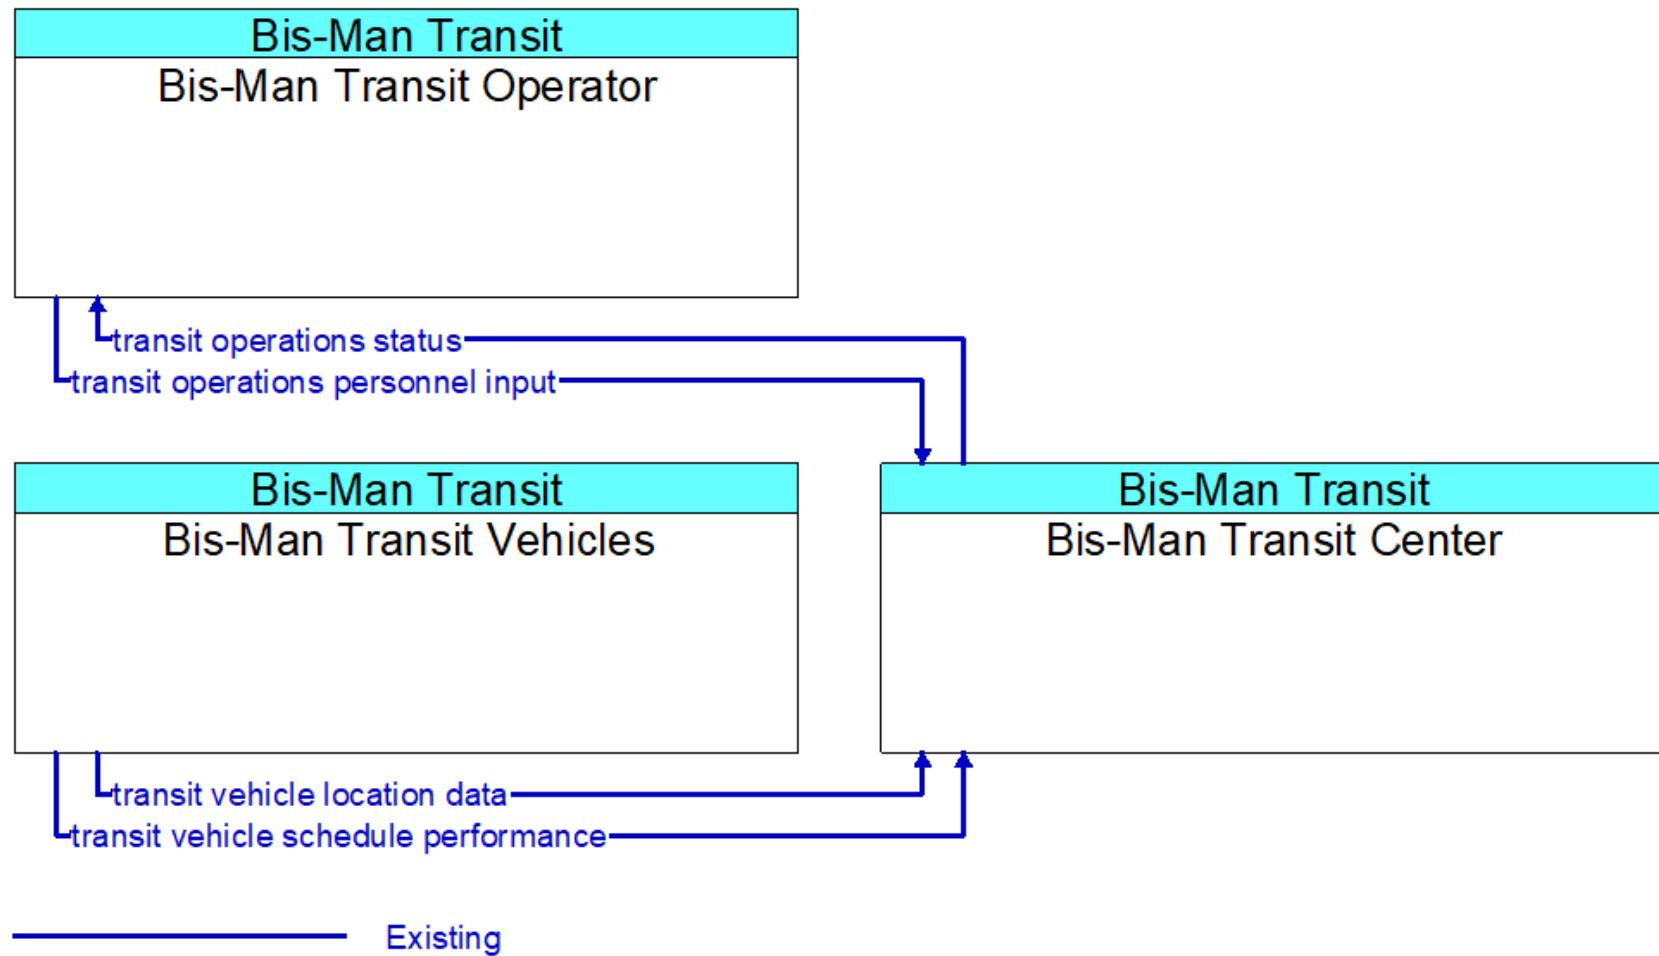 Bis-Man Transit
Bis-Man Transit Operator
transit operations status
transit operations personnel input
Bis-Man Transit
Bis-Man Transit Vehicles
Bis-Man Transit
Bis-Man Transit Center
transit vehicle location data
transit vehicle schedule performance
Existing